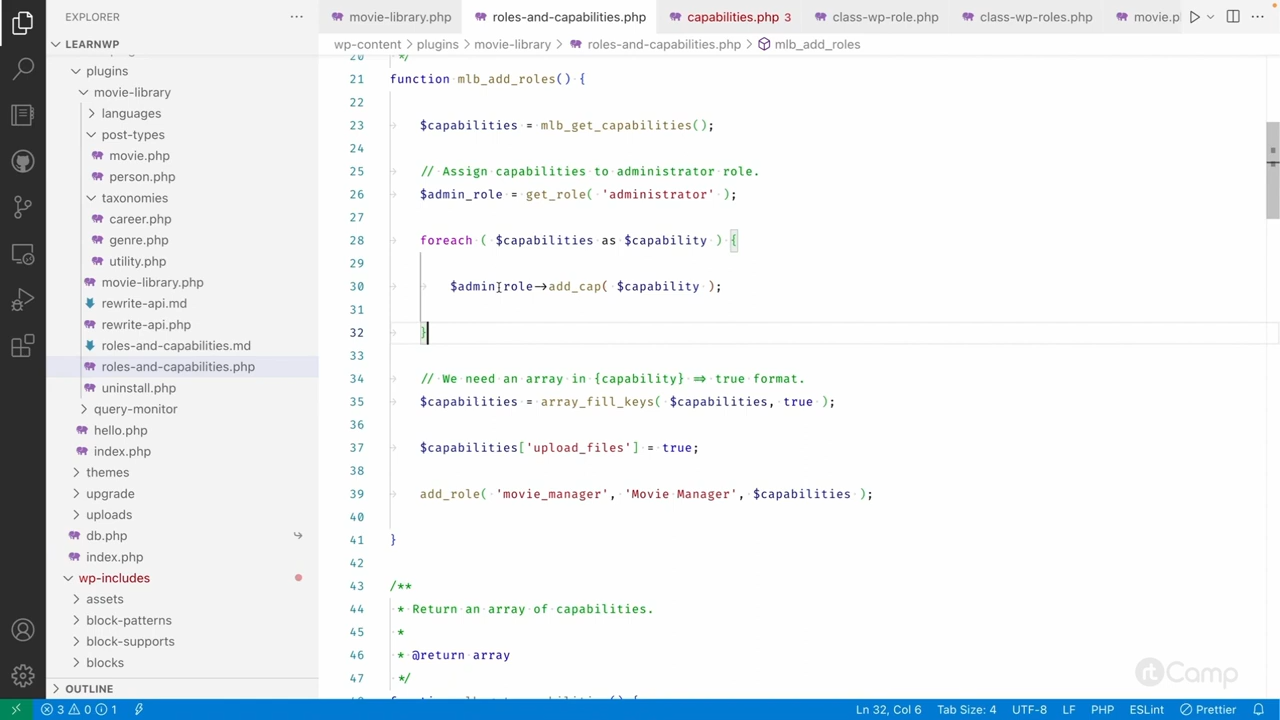 EXPLORER
movie-library.php
roles-and-capabilities.php
capabilities.php 3
class-wp-role.php
class-wp-roles.php
movie.p
LEARNWP
wp-content > plugins > movie-library > roles-and-capabilities.php > mlb_add_roles
plugins
movie-library
languages
post-types
movie.php
person.php
taxonomies
career.php
genre.php
utility.php
movie-library.php
rewrite-api.md
rewrite-api.php
roles-and-capabilities.md
roles-and-capabilities.php
uninstall.php
query-monitor
hello.php
index.php
themes
upgrade
uploads
db.php
index.php
wp-includes
assets
block-patterns
block-supports
blocks
OUTLINE
20 */
21 function mlb_add_roles() {
22
23 $capabilities = mlb_get_capabilities();
24
25 // Assign capabilities to administrator role.
26 $admin_role = get_role( 'administrator' );
27
28 foreach ( $capabilities as $capability ) {
29
30 $admin_role->add_cap( $capability );
31
32 }
33
34 // We need an array in {capability} => true format.
35 $capabilities = array_fill_keys( $capabilities, true );
36
37 $capabilities['upload_files'] = true;
38
39 add_role( 'movie_manager', 'Movie Manager', $capabilities );
40
41 }
42
43 /**
44 * Return an array of capabilities.
45 *
46 * @return array
47 */
rtCamp
3 0 1
Ln 32, Col 6
Tab Size: 4
UTF-8
LF
PHP
ESLint
Prettier